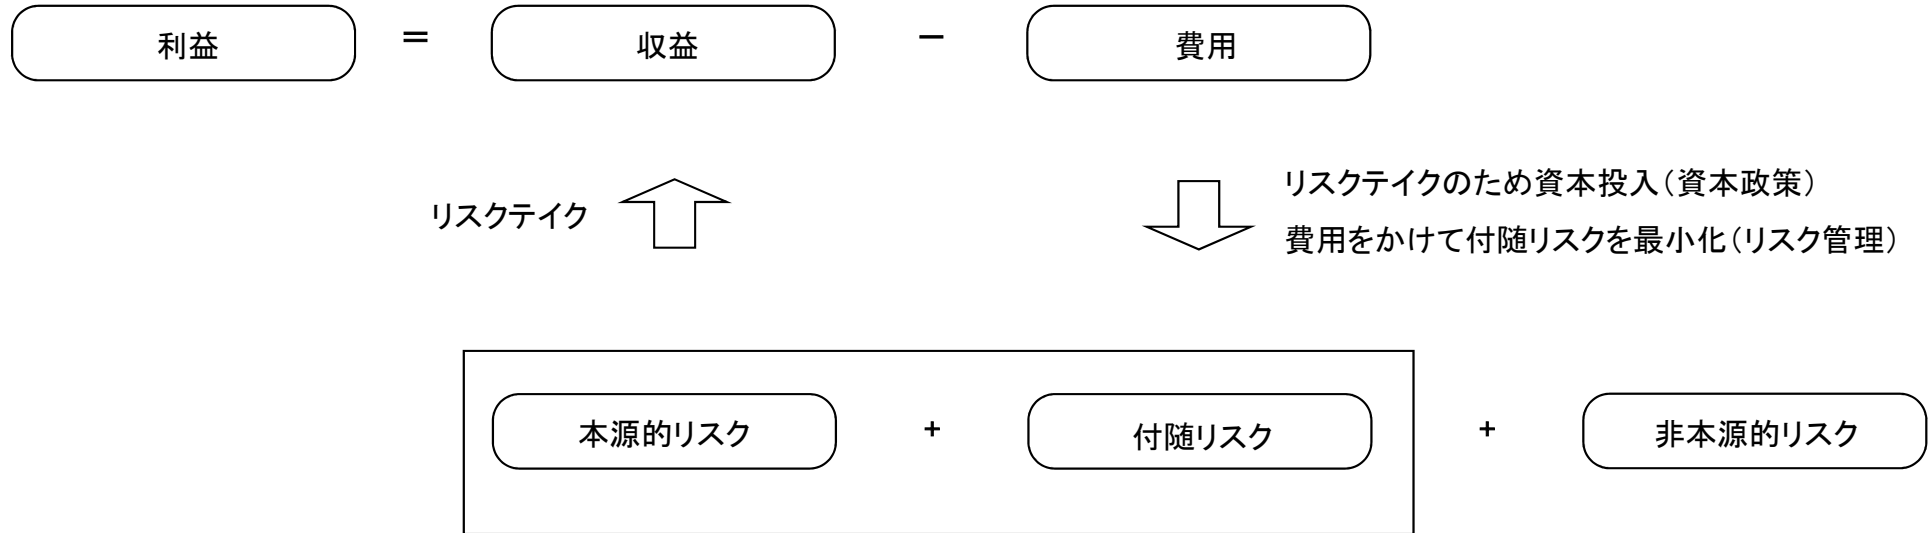 利益 = 収益 － 費用
リスクテイク
リスクテイクのため資本投入（資本政策）
費用をかけて付随リスクを最小化（リスク管理）
本源的リスク + 付随リスク + 非本源的リスク